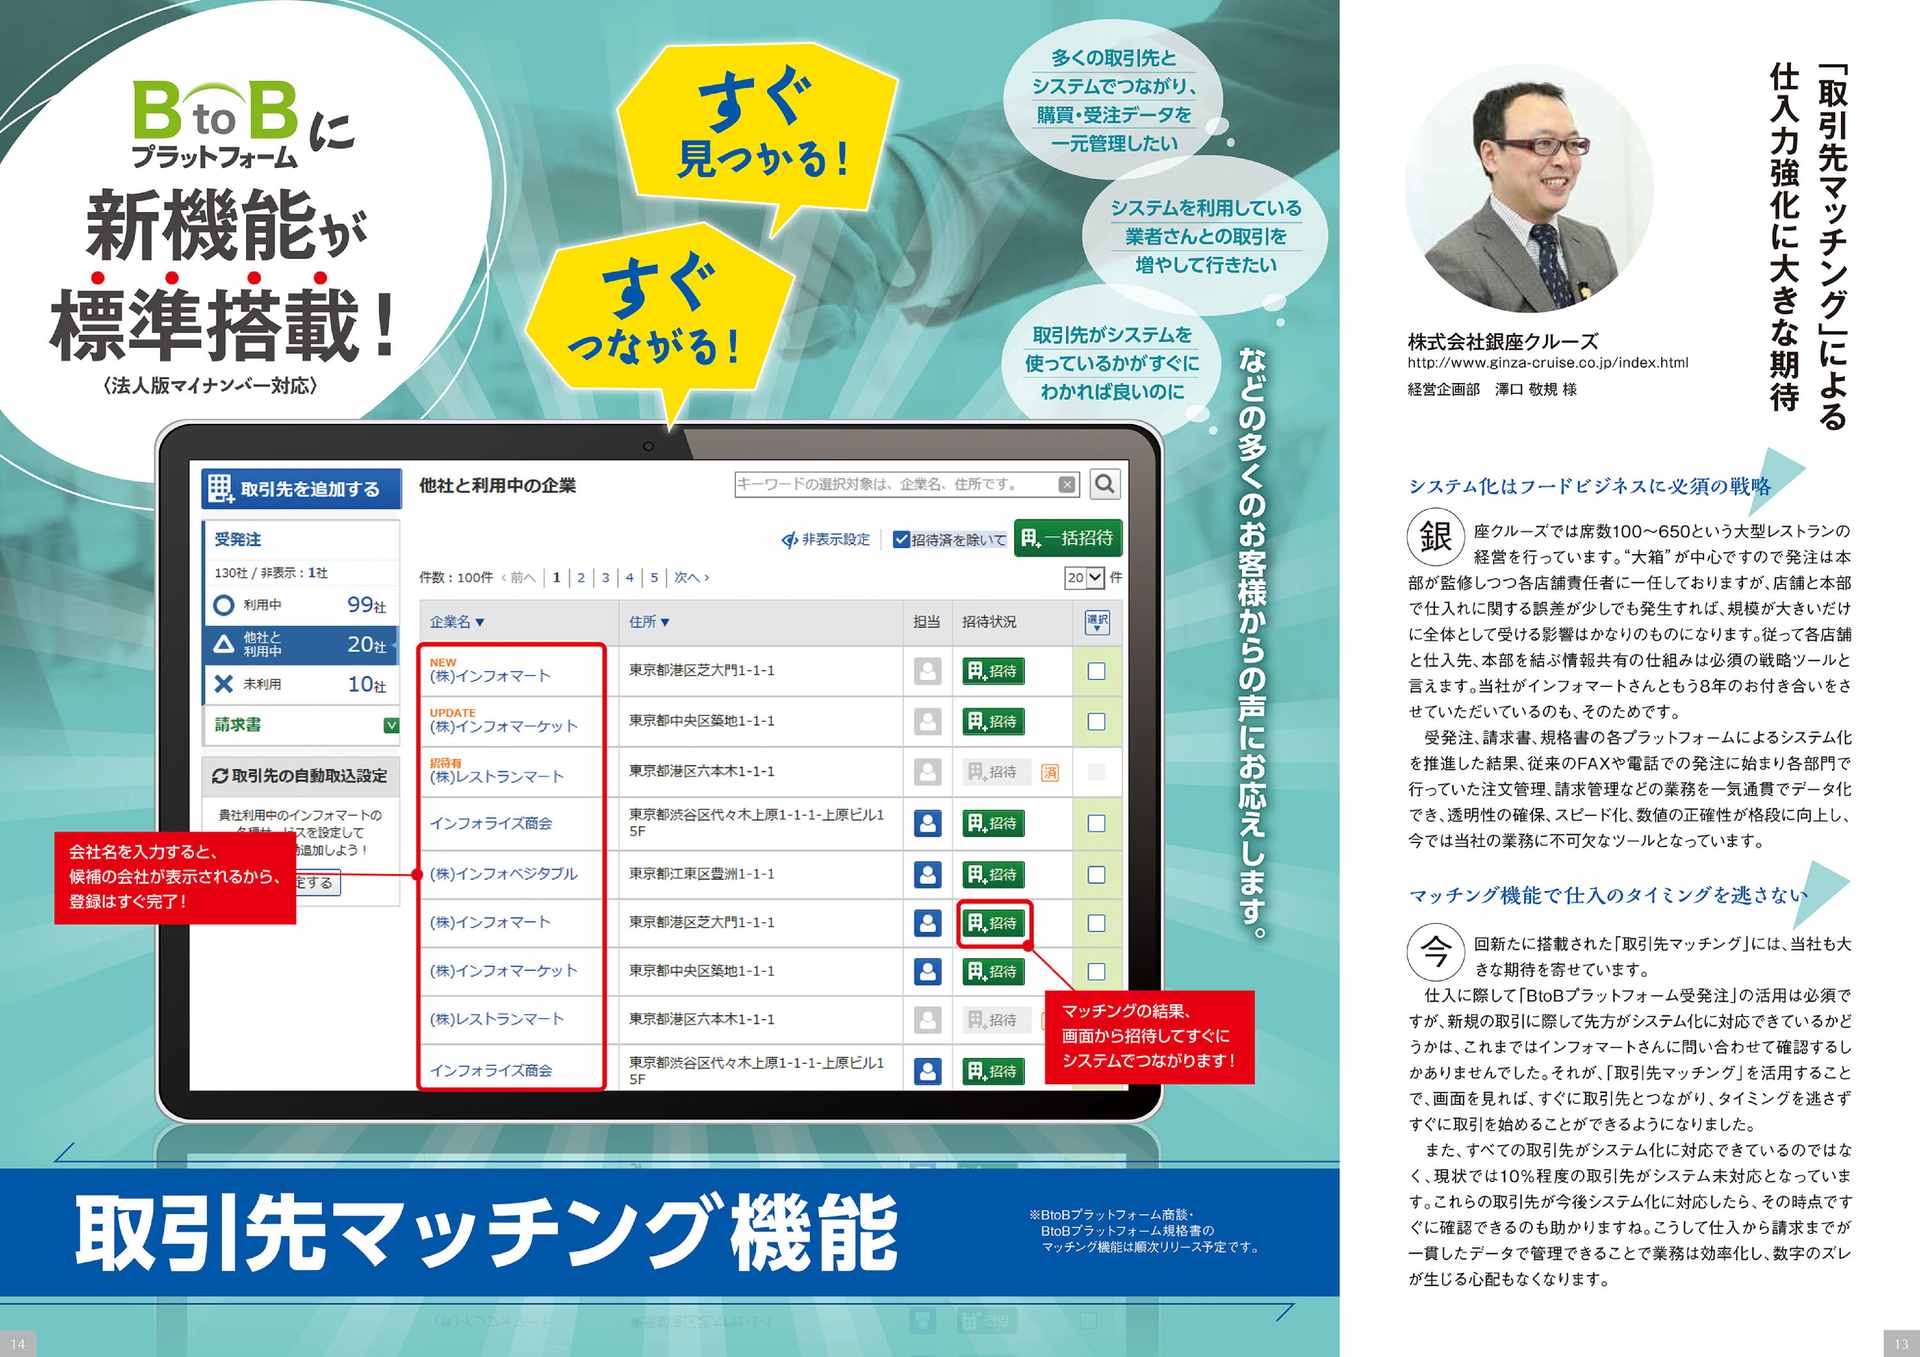 BtoB
プラットフォームに
新機能が
標準搭載！
〈法人版マイナンバー対応〉
すぐ
見つかる！
すぐ
つながる！
多くの取引先と
システムでつながり、
購買・受注データを
一元管理したい
システムを利用している
業者さんとの取引を
増やして行きたい
取引先がシステムを
使っているかがすぐに
わかれば良いのに
などの多くのお客様からの声にお応えします。
取引先を追加する
受発注
130社 / 非表示：1社
利用中 99社
他社と
利用中 20社
未利用 10社
請求書
取引先の自動取込設定
貴社利用中のインフォマートの
スを設定して
追加しよう！
定する
他社と利用中の企業
キーワードの選択対象は、企業名、住所です。
非表示設定 招待済を除いて 一括招待
件数：100件 ‹ 前へ 1 2 3 4 5 次へ › 20 件
企業名▼ 住所▼ 担当 招待状況 選択▼
NEW
(株)インフォマート 東京都港区芝大門1-1-1 招待
UPDATE
(株)インフォマーケット 東京都中央区築地1-1-1 招待
招待有
(株)レストランマート 東京都港区六本木1-1-1 招待 済
インフォライズ商会 東京都渋谷区代々木上原1-1-1-上原ビル1
5F 招待
(株)インフォベジタブル 東京都江東区豊洲1-1-1 招待
(株)インフォマート 東京都港区芝大門1-1-1 招待
(株)インフォマーケット 東京都中央区築地1-1-1 招待
(株)レストランマート 東京都港区六本木1-1-1 招待
インフォライズ商会 東京都渋谷区代々木上原1-1-1-上原ビル1
5F 招待
会社名を入力すると、
候補の会社が表示されるから、
登録はすぐ完了！
マッチングの結果、
画面から招待してすぐに
システムでつながります！
取引先マッチング機能
※BtoBプラットフォーム商談・
BtoBプラットフォーム規格書の
マッチング機能は順次リリース予定です。
14
「取引先マッチング」による
仕入力強化に大きな期待
株式会社銀座クルーズ
http://www.ginza-cruise.co.jp/index.html
経営企画部　澤口 敬規 様
システム化はフードビジネスに必須の戦略
銀座クルーズでは席数100〜650という大型レストランの
経営を行っています。“大箱”が中心ですので発注は本
部が監修しつつ各店舗責任者に一任しておりますが、店舗と本部
で仕入れに関する誤差が少しでも発生すれば、規模が大きいだけ
に全体として受ける影響はかなりのものになります。従って各店舗
と仕入先、本部を結ぶ情報共有の仕組みは必須の戦略ツールと
言えます。当社がインフォマートさんともう8年のお付き合いをさ
せていただいているのも、そのためです。
　受発注、請求書、規格書の各プラットフォームによるシステム化
を推進した結果、従来のFAXや電話での発注に始まり各部門で
行っていた注文管理、請求管理などの業務を一気通貫でデータ化
でき、透明性の確保、スピード化、数値の正確性が格段に向上し、
今では当社の業務に不可欠なツールとなっています。
マッチング機能で仕入のタイミングを逃さない
今回新たに搭載された「取引先マッチング」には、当社も大
きな期待を寄せています。
　仕入に際して「BtoBプラットフォーム受発注」の活用は必須で
すが、新規の取引に際して先方がシステム化に対応できているかど
うかは、これまではインフォマートさんに問い合わせて確認するし
かありませんでした。それが、「取引先マッチング」を活用すること
で、画面を見れば、すぐに取引先とつながり、タイミングを逃さず
すぐに取引を始めることができるようになりました。
　また、すべての取引先がシステム化に対応できているのではな
く、現状では10%程度の取引先がシステム未対応となっていま
す。これらの取引先が今後システム化に対応したら、その時点です
ぐに確認できるのも助かりますね。こうして仕入から請求までが
一貫したデータで管理できることで業務は効率化し、数字のズレ
が生じる心配もなくなります。
13